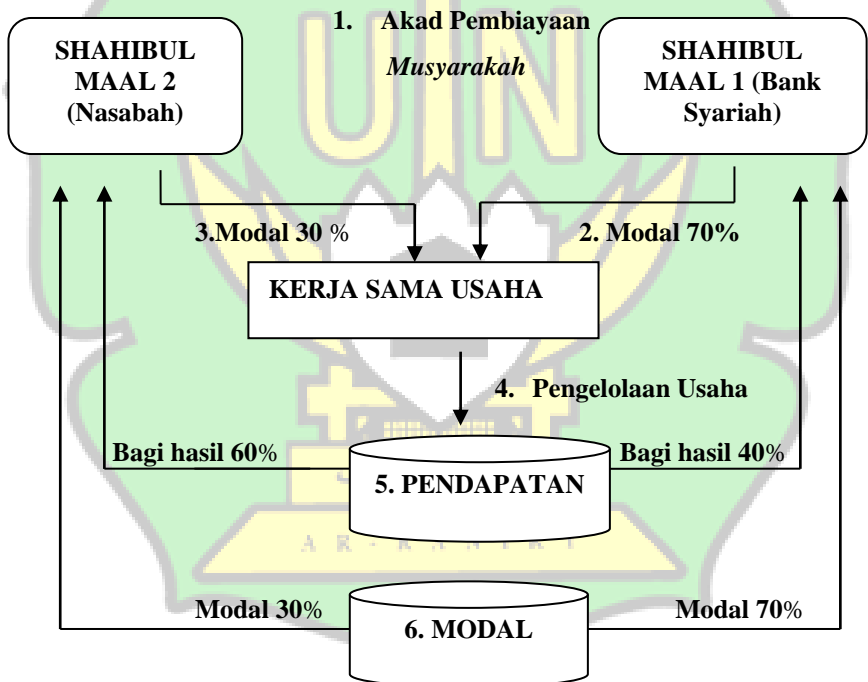 1. Akad Pembiayaan
Musyarakah
SHAHIBUL
MAAL 2
(Nasabah)
SHAHIBUL
MAAL 1 (Bank
Syariah)
3.Modal 30 %
2. Modal 70%
KERJA SAMA USAHA
4. Pengelolaan Usaha
Bagi hasil 60%
Bagi hasil 40%
5. PENDAPATAN
UIN
Modal 30%
Modal 70%
6. MODAL